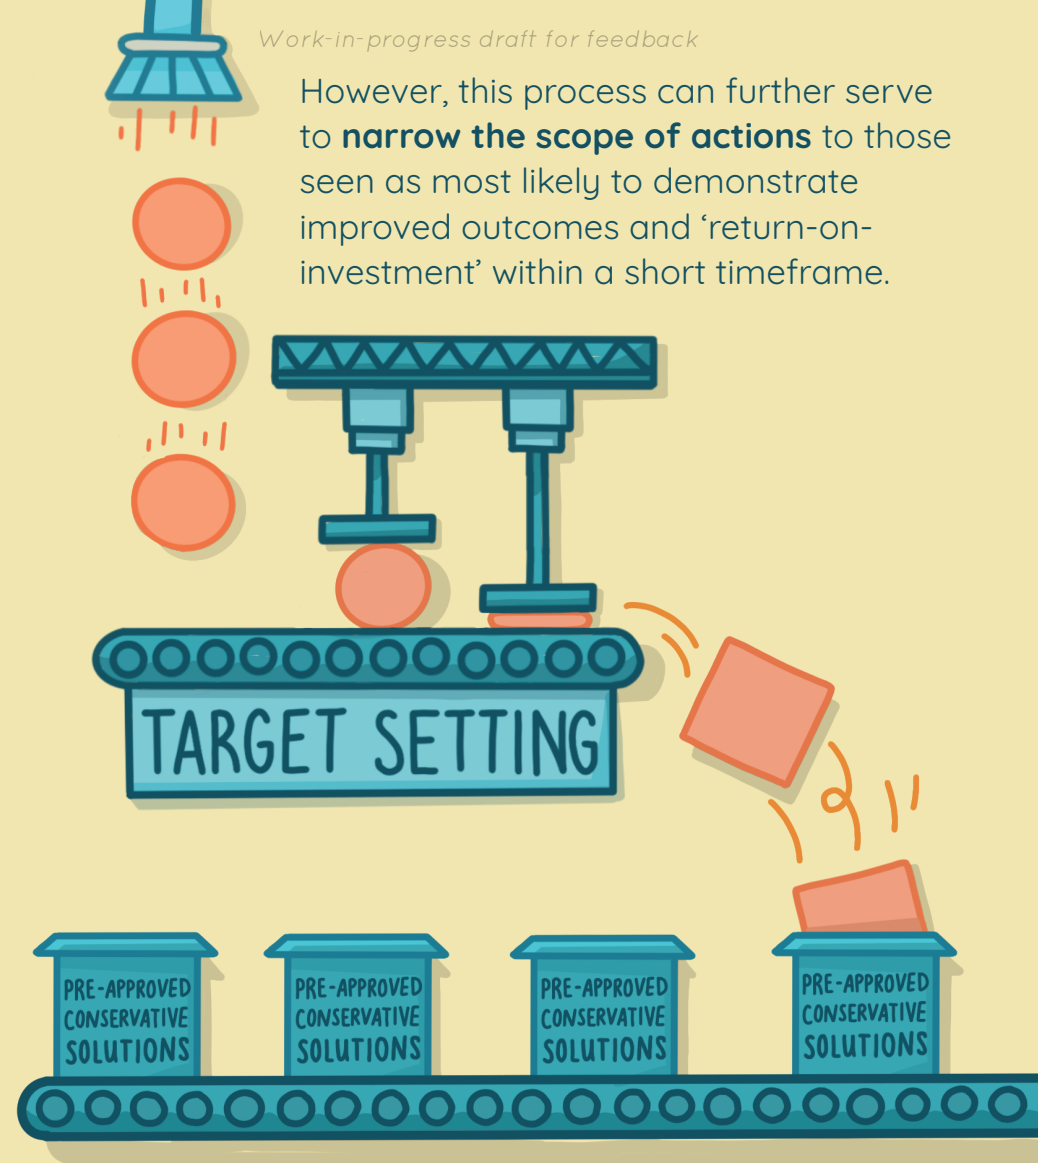 Work-in-progress draft for feedback
However, this process can further serve
to narrow the scope of actions to those
seen as most likely to demonstrate
improved outcomes and ‘return-on-
investment’ within a short timeframe.
TARGET SETTING
PRE-APPROVED
CONSERVATIVE
SOLUTIONS
PRE-APPROVED
CONSERVATIVE
SOLUTIONS
PRE-APPROVED
CONSERVATIVE
SOLUTIONS
PRE-APPROVED
CONSERVATIVE
SOLUTIONS